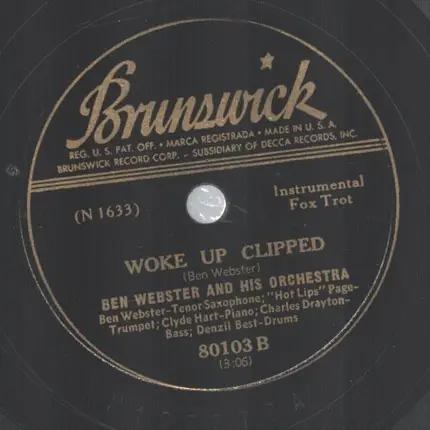 Brunswick
REG. U. S. PAT. OFF. • MARCA REGISTRADA • MADE IN U. S. A.
BRUNSWICK RECORD CORP. - SUBSIDIARY OF DECCA RECORDS, INC.
(N 1633)
Instrumental
Fox Trot
WOKE UP CLIPPED
(Ben Webster)
BEN WEBSTER AND HIS ORCHESTRA
Ben Webster-Tenor Saxophone; "Hot Lips" Page-
Trumpet; Clyde Hart-Piano; Charles Drayton-
Bass; Denzil Best-Drums
80103 B
(3:06)